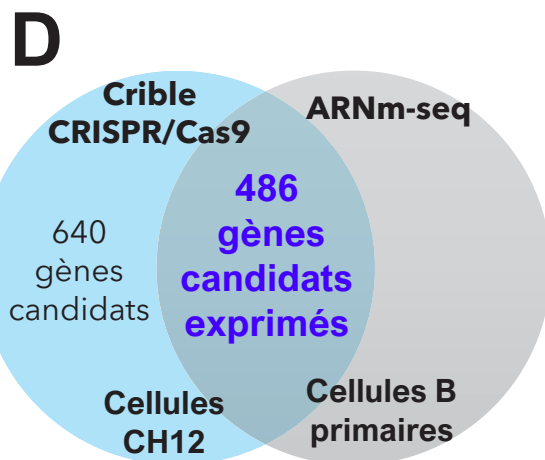 D
Crible
CRISPR/Cas9
ARNm-seq
640
gènes
candidats
486
gènes
candidats
exprimés
Cellules
CH12
Cellules B
primaires